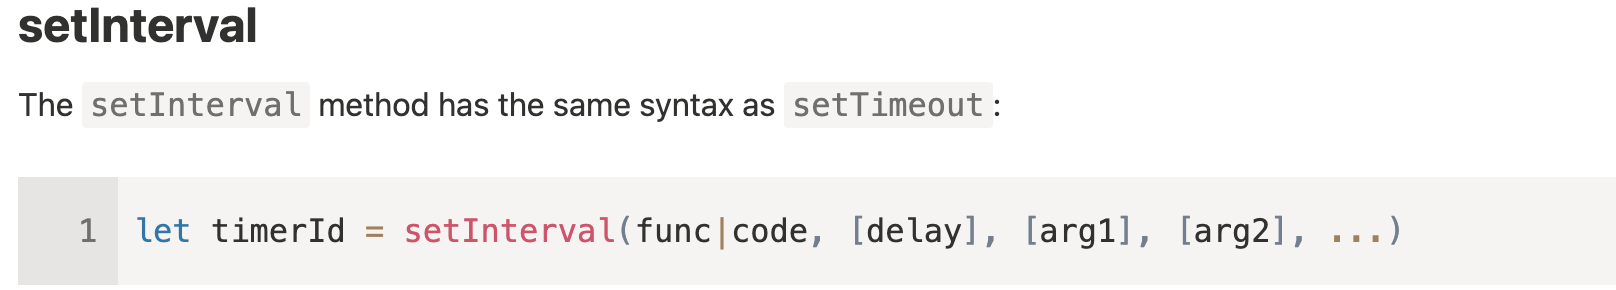 setInterval
The setInterval method has the same syntax as setTimeout:
1 let timerId = setInterval(func|code, [delay], [arg1], [arg2], ...)